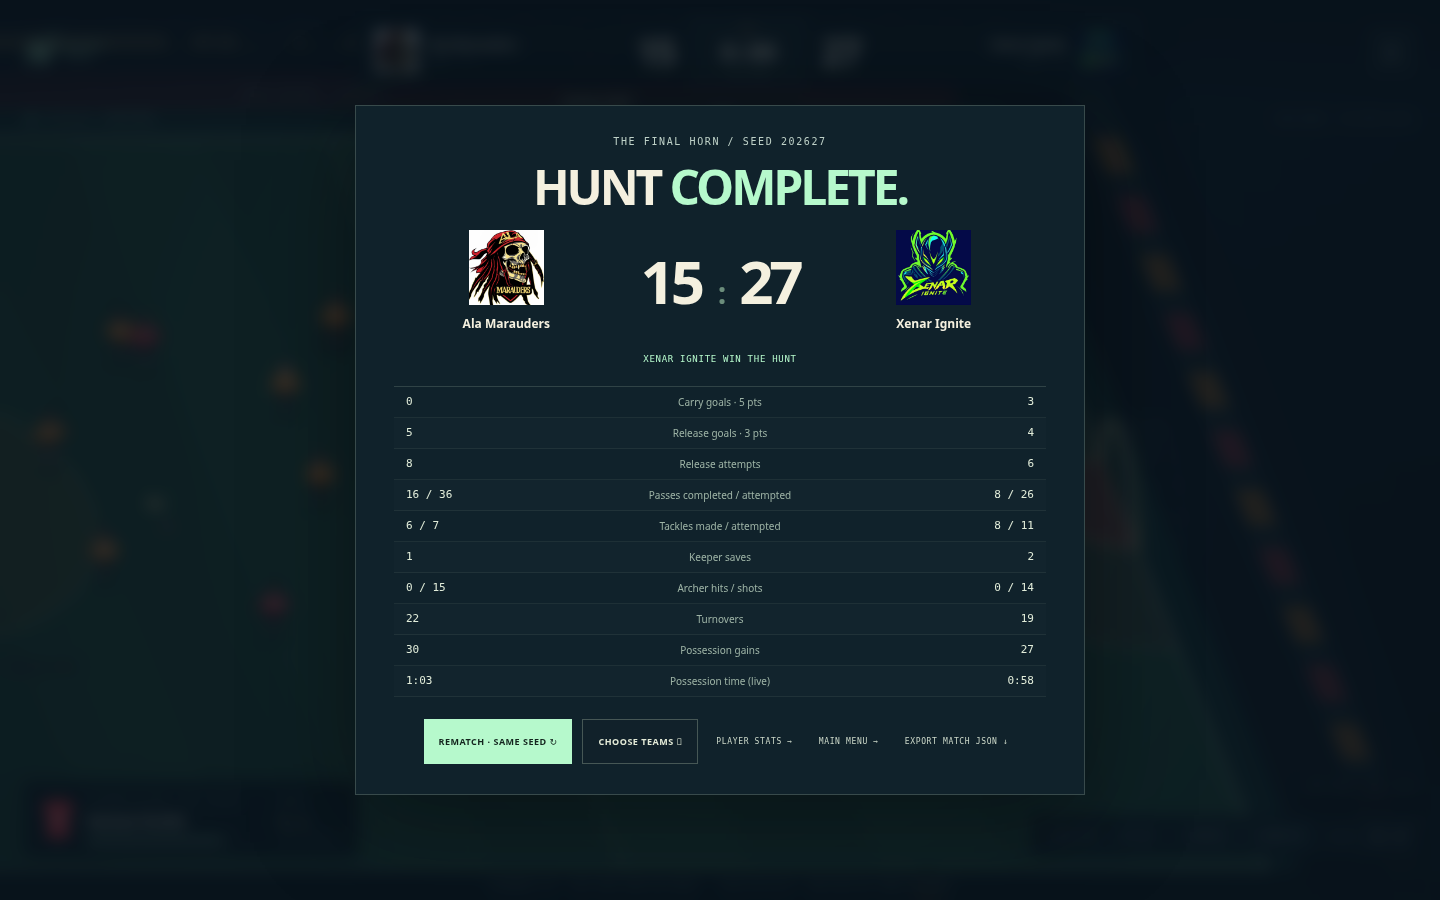 THE FINAL HORN / SEED 202627
HUNT COMPLETE.
MARAUDERS
XENAR
IGNITE
15 : 27
Ala Marauders
Xenar Ignite
XENAR IGNITE WIN THE HUNT
0 Carry goals · 5 pts 3
5 Release goals · 3 pts 4
8 Release attempts 6
16 / 36 Passes completed / attempted 8 / 26
6 / 7 Tackles made / attempted 8 / 11
1 Keeper saves 2
0 / 15 Archer hits / shots 0 / 14
22 Turnovers 19
30 Possession gains 27
1:03 Possession time (live) 0:58
REMATCH · SAME SEED ↻
CHOOSE TEAMS
PLAYER STATS →
MAIN MENU →
EXPORT MATCH JSON ↓